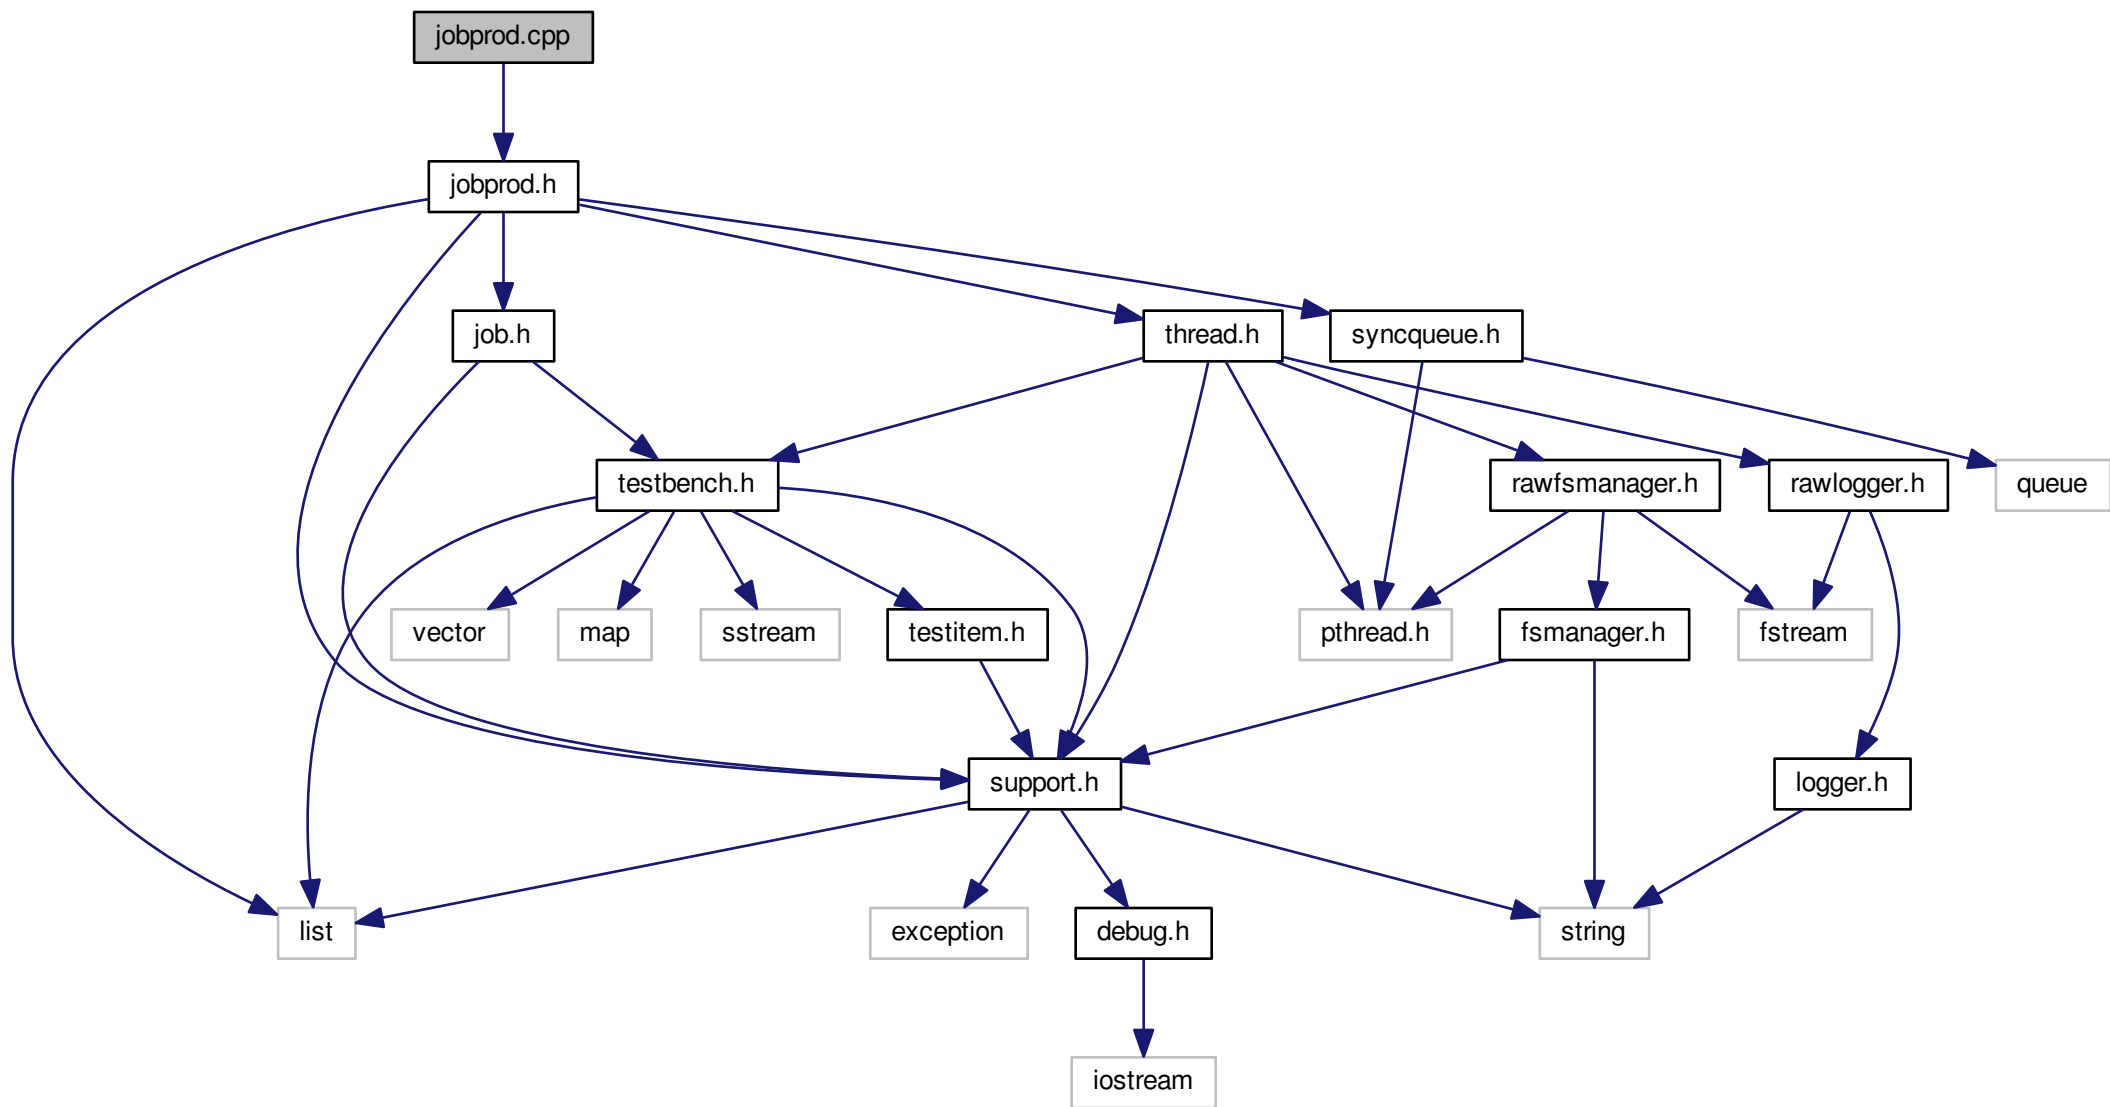 jobprod.cpp
jobprod.h
job.h
thread.h
syncqueue.h
testbench.h
rawfsmanager.h
rawlogger.h
queue
vector
map
sstream
testitem.h
pthread.h
fsmanager.h
fstream
support.h
logger.h
list
exception
debug.h
string
iostream